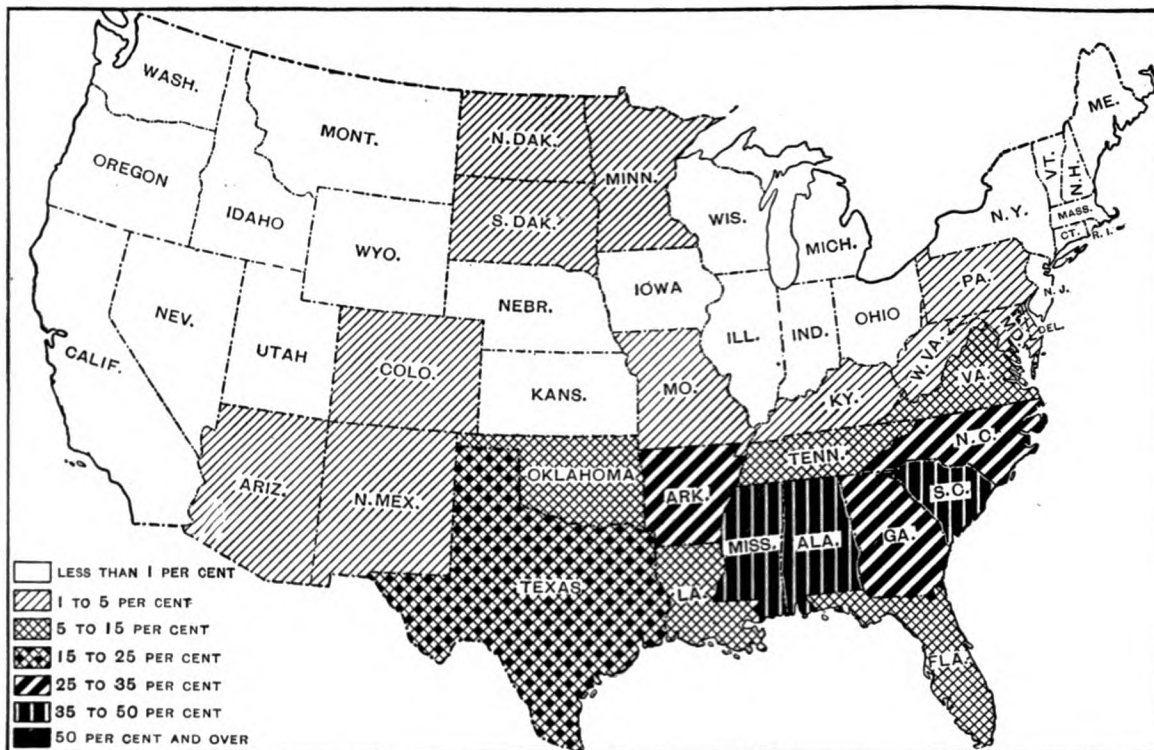 WASH.
MONT.
N.DAK.
MINN.
ME.
VT.
N.H.
OREGON
IDAHO
S.DAK.
WIS.
MICH.
N.Y.
MASS.
CT.
R.I.
WYO.
IOWA
PA.
N.J.
NEV.
NEBR.
ILL.
IND.
OHIO
UTAH
COLO.
W.VA.
MD.
DEL.
CALIF.
KANS.
MO.
KY.
VA.
ARIZ.
N.MEX.
OKLAHOMA
ARK.
TENN.
N.C.
S.C.
MISS.
ALA.
GA.
TEXAS
LA.
FLA.
LESS THAN 1 PER CENT
1 TO 5 PER CENT
5 TO 15 PER CENT
15 TO 25 PER CENT
25 TO 35 PER CENT
35 TO 50 PER CENT
50 PER CENT AND OVER